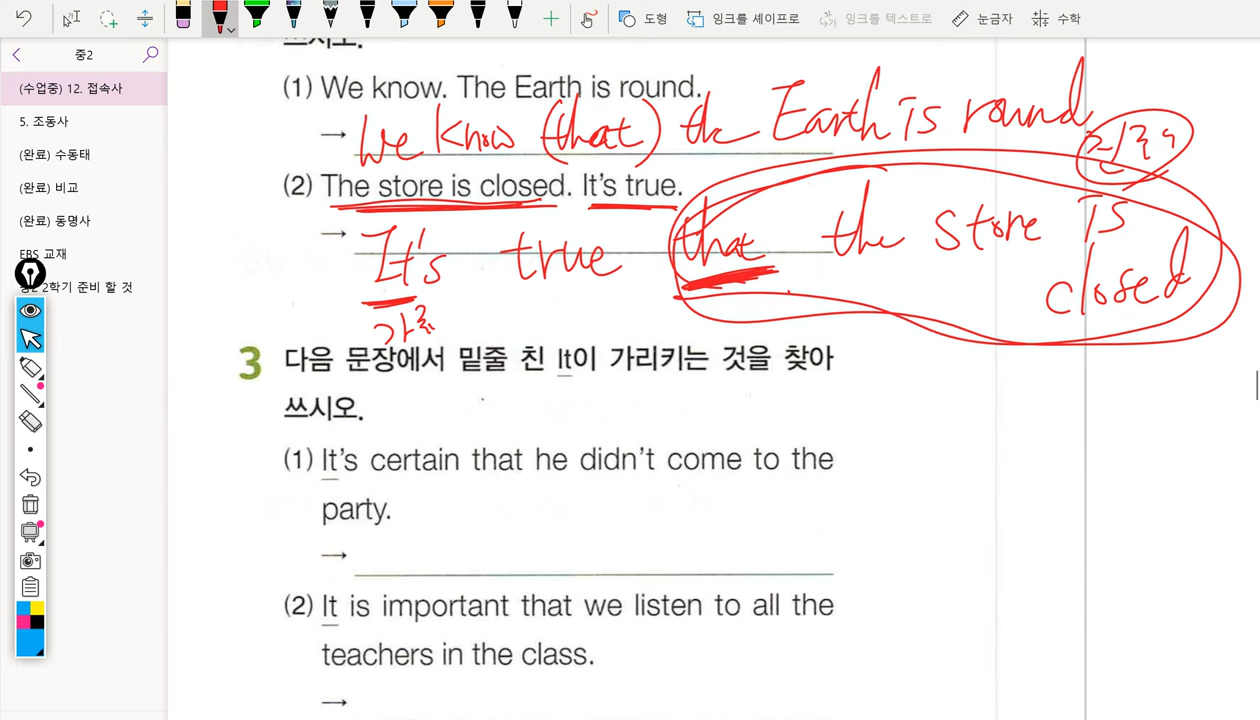 도형
잉크를 셰이프로
잉크를 텍스트로
눈금자
수학
중2
(수업중) 12. 접속사
5. 조동사
(완료) 수동태
(완료) 비교
(완료) 동명사
EBS 교재
2학기 준비 할 것
쓰시오.
(1) We know. The Earth is round.
→ We know (that) the Earth is round
(2) The store is closed. It's true.
→ It's true that the store is
closed
3 다음 문장에서 밑줄 친 It이 가리키는 것을 찾아
쓰시오.
(1) It's certain that he didn't come to the
party.
→
(2) It is important that we listen to all the
teachers in the class.
→